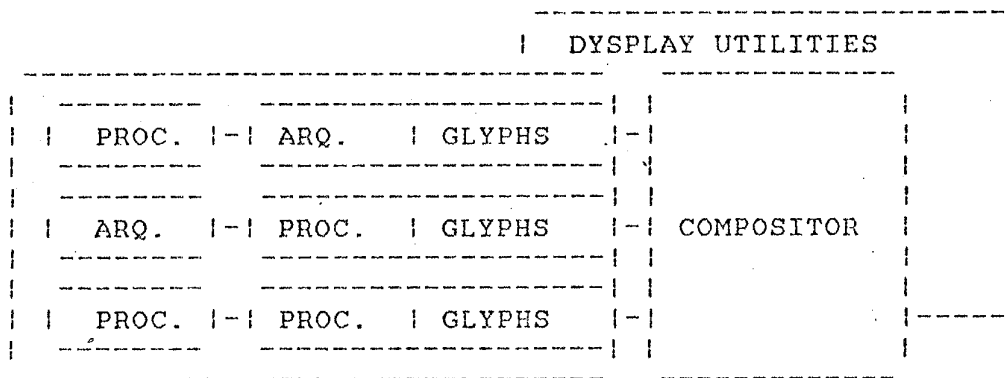 DYSPLAY UTILITIES
PROC. ARQ. GLYPHS
ARQ. PROC. GLYPHS COMPOSITOR
PROC. PROC. GLYPHS